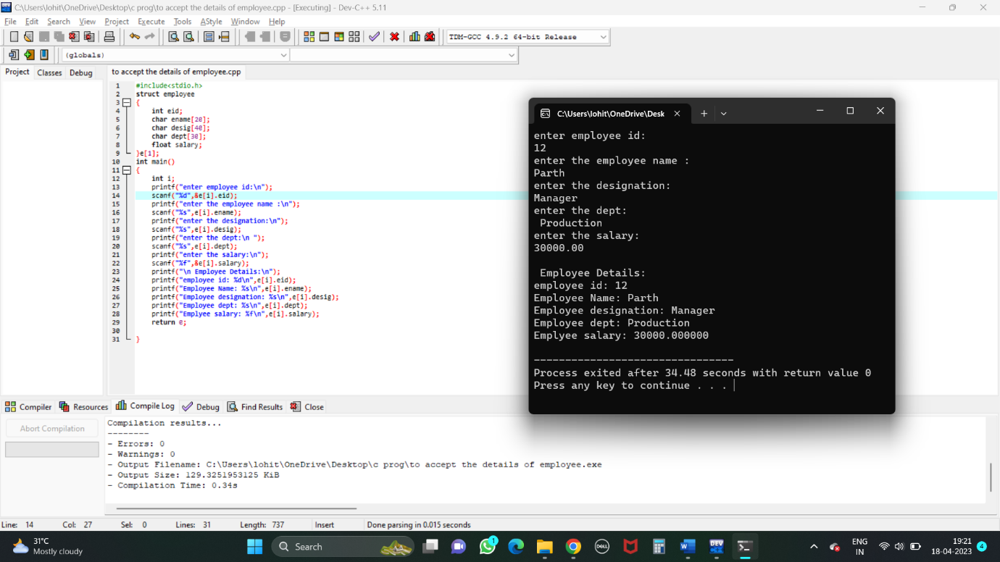 C:\Users\lohit\OneDrive\Desktop\c prog\to accept the details of employee.cpp - [Executing] - Dev-C++ 5.11
File Edit Search View Project Execute Tools AStyle Window Help
TDM-GCC 4.9.2 64-bit Release
(globals)
Project Classes Debug
to accept the details of employee.cpp
1 #include<stdio.h>
2 struct employee
3 {
4 int eid;
5 char ename[20];
6 char desig[40];
7 char dept[30];
8 float salary;
9 }e[1];
10 int main()
11 {
12 int i;
13 printf("enter employee id:\n");
14 scanf("%d",&e[i].eid);
15 printf("enter the employee name :\n");
16 scanf("%s",e[i].ename);
17 printf("enter the designation:\n");
18 scanf("%s",e[i].desig);
19 printf("enter the dept:\n ");
20 scanf("%s",e[i].dept);
21 printf("enter the salary:\n");
22 scanf("%f",&e[i].salary);
23 printf("\n Employee Details:\n");
24 printf("employee id: %d\n",e[i].eid);
25 printf("Employee Name: %s\n",e[i].ename);
26 printf("Employee designation: %s\n",e[i].desig);
27 printf("Employee dept: %s\n",e[i].dept);
28 printf("Emplyee salary: %f\n",e[i].salary);
29 return 0;
30
31 }
C:\Users\lohit\OneDrive\Desk
enter employee id:
12
enter the employee name :
Parth
enter the designation:
Manager
enter the dept:
Production
enter the salary:
30000.00
Employee Details:
employee id: 12
Employee Name: Parth
Employee designation: Manager
Employee dept: Production
Emplyee salary: 30000.000000
--------------------------------
Process exited after 34.48 seconds with return value 0
Press any key to continue . . .
Compiler Resources Compile Log Debug Find Results Close
Abort Compilation
Compilation results...
--------
- Errors: 0
- Warnings: 0
- Output Filename: C:\Users\lohit\OneDrive\Desktop\c prog\to accept the details of employee.exe
- Output Size: 129.3251953125 KiB
- Compilation Time: 0.34s
Line: 14 Col: 27 Sel: 0 Lines: 31 Length: 737 Insert Done parsing in 0.015 seconds
31°C
Mostly cloudy
Search
1
DELL
W
DEV
ENG
IN
19:21
18-04-2023
4